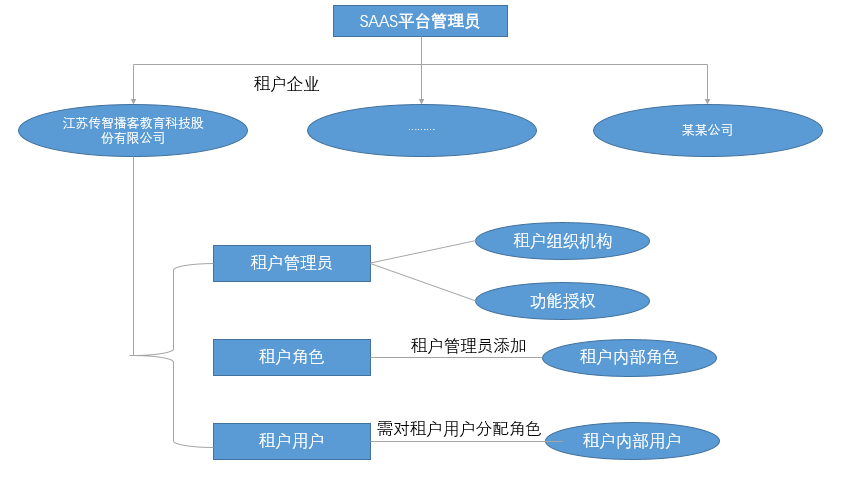 SAAS平台管理员
租户企业
江苏传智播客教育科技股
份有限公司
………
某某公司
租户管理员
租户组织机构
功能授权
租户角色
租户管理员添加
租户内部角色
租户用户
需对租户用户分配角色
租户内部用户